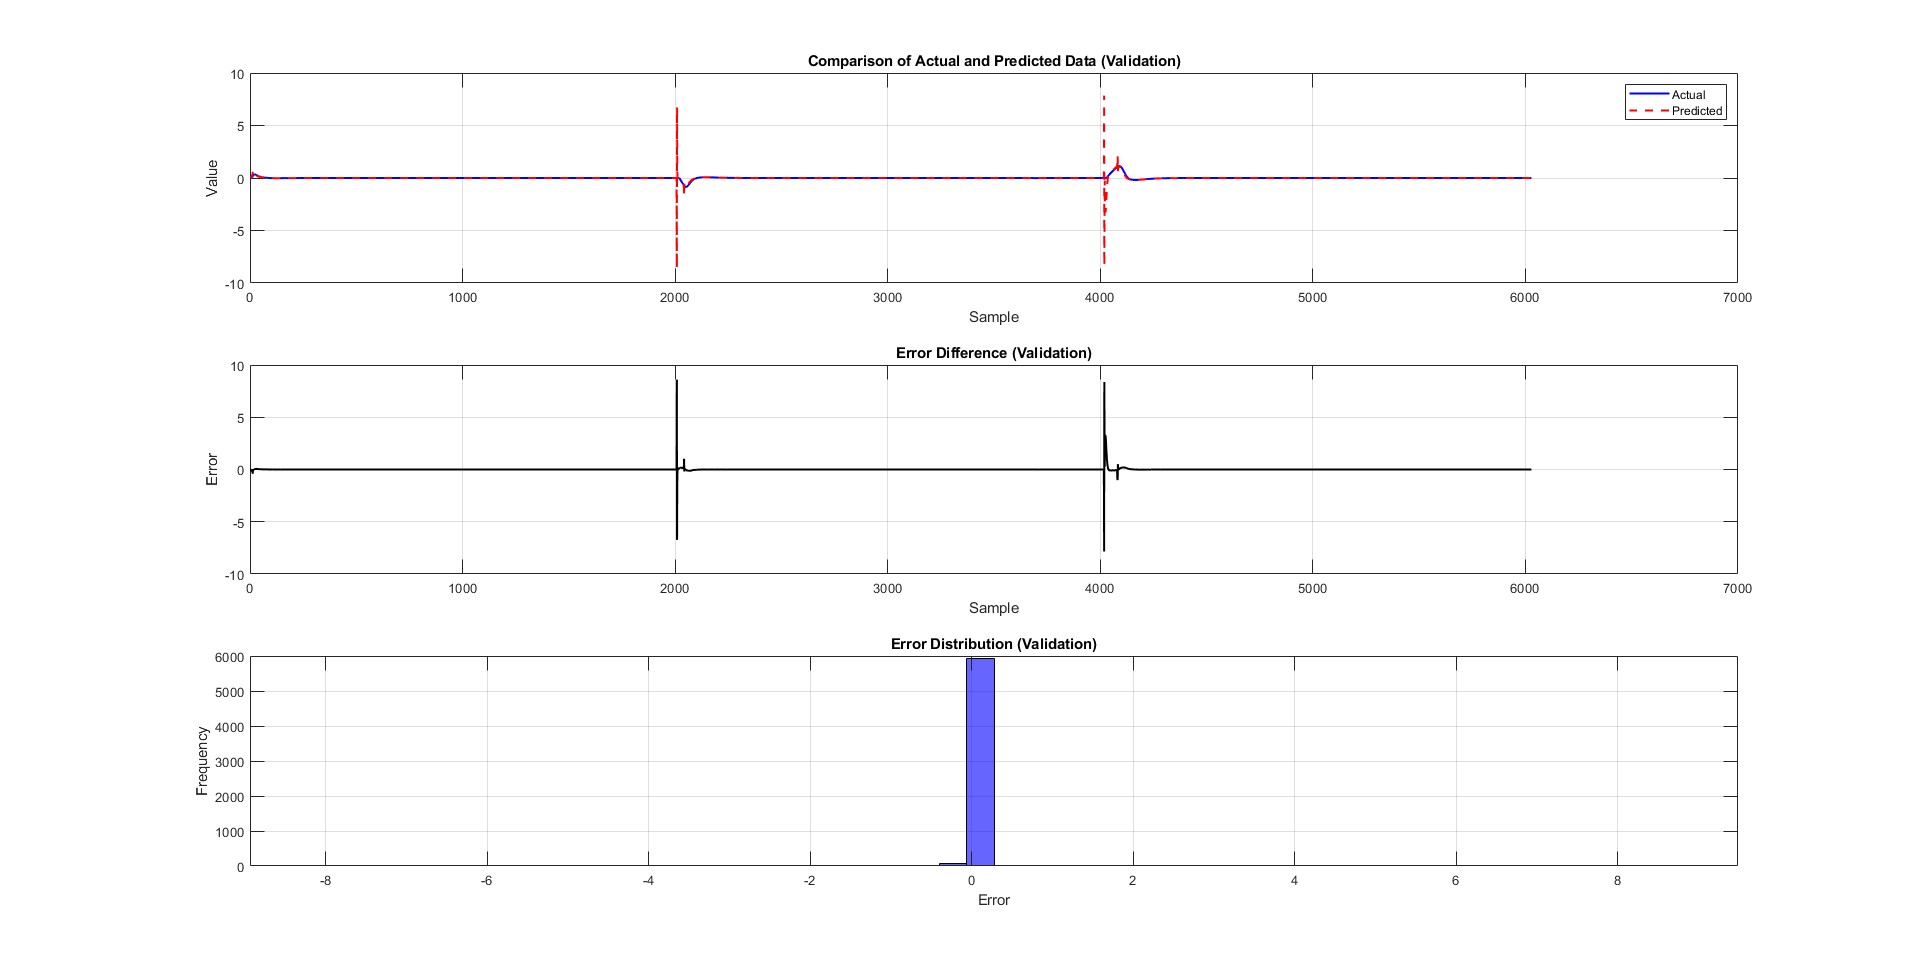 Comparison of Actual and Predicted Data (Validation)
10
5
0
-5
-10
Value
Actual
Predicted
0 1000 2000 3000 4000 5000 6000 7000
Sample
Error Difference (Validation)
10
5
0
-5
-10
Error
0 1000 2000 3000 4000 5000 6000 7000
Sample
Error Distribution (Validation)
6000
5000
4000
3000
2000
1000
0
Frequency
-8 -6 -4 -2 0 2 4 6 8
Error